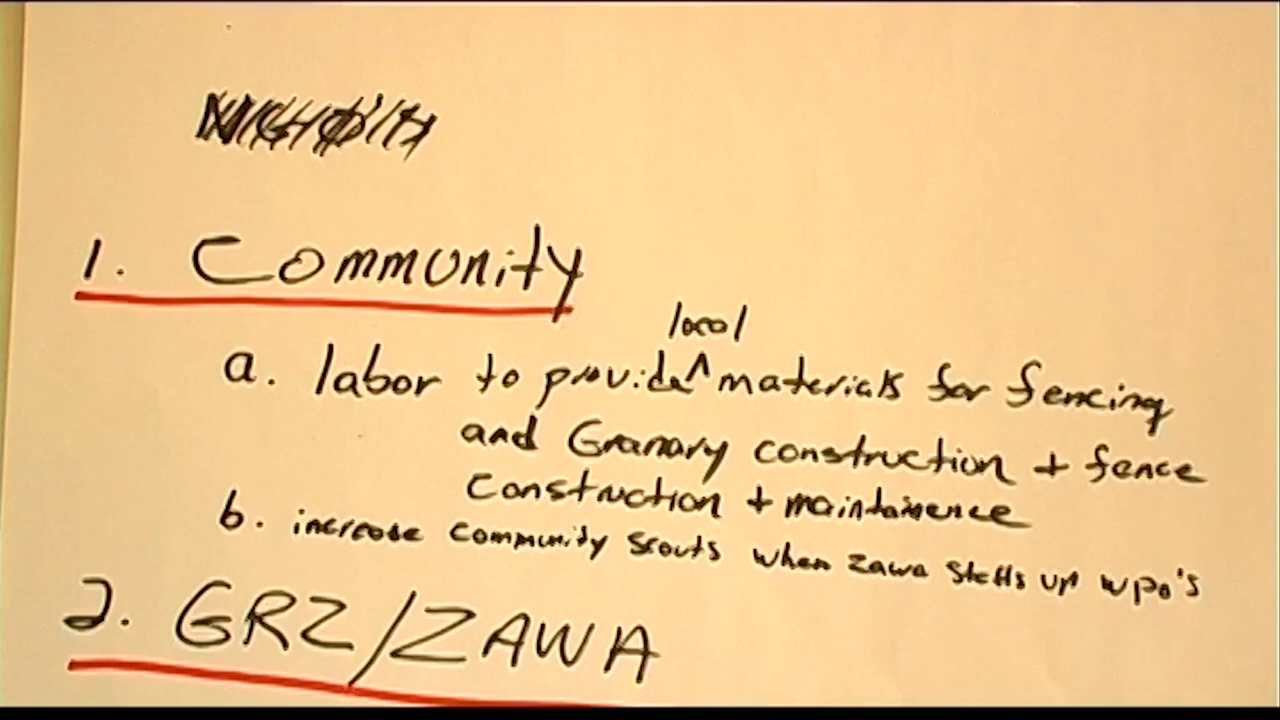 1. Community
local
a. labor to provide ^ materials for fencing
and Granary construction + fence
construction + maintainence
b. increase community scouts when zawa staffs up wpo's
2. GRZ/ZAWA